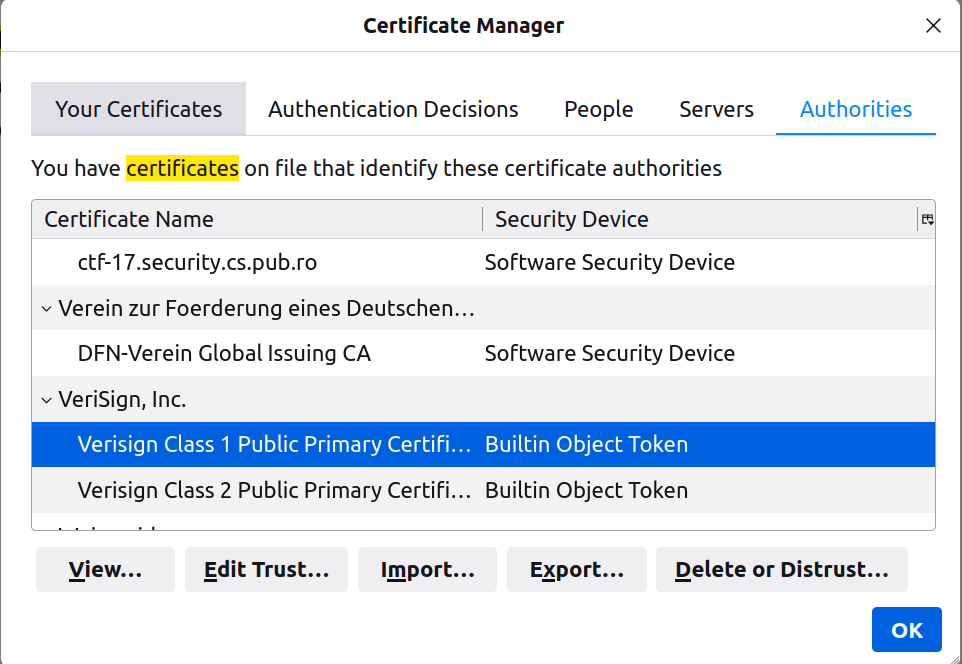 Certificate Manager
Your Certificates Authentication Decisions People Servers Authorities
You have certificates on file that identify these certificate authorities
Certificate Name Security Device
ctf-17.security.cs.pub.ro Software Security Device
Verein zur Foerderung eines Deutschen…
DFN-Verein Global Issuing CA Software Security Device
VeriSign, Inc.
Verisign Class 1 Public Primary Certifi… Builtin Object Token
Verisign Class 2 Public Primary Certifi… Builtin Object Token
View… Edit Trust… Import… Export… Delete or Distrust…
OK